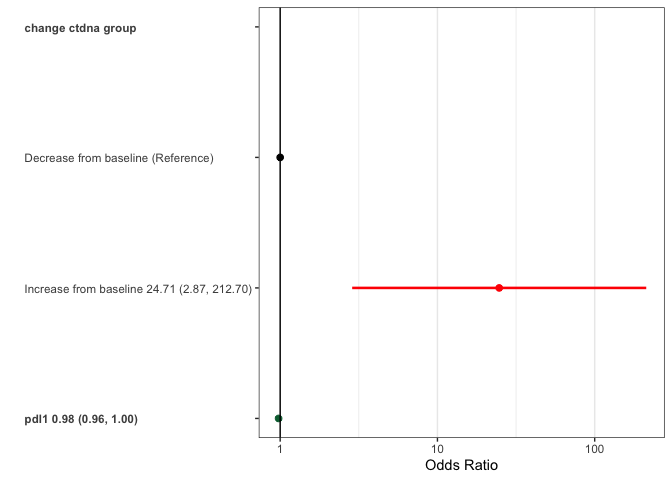 change ctdna group
Decrease from baseline (Reference)
Increase from baseline 24.71 (2.87, 212.70)
pdl1 0.98 (0.96, 1.00)
1
10
100
Odds Ratio